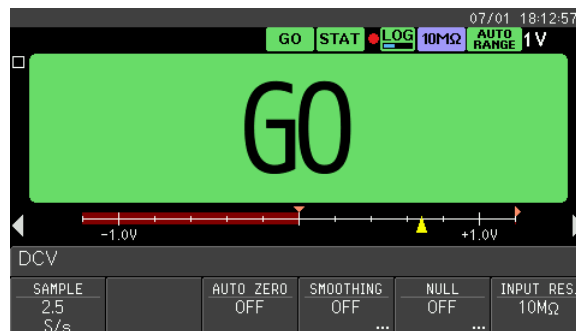 07/01 18:12:57
GO STAT LOG 10MΩ AUTO RANGE 1 V
GO
-1.0V +1.0V
DCV
SAMPLE AUTO ZERO SMOOTHING NULL INPUT RES.
2.5 OFF OFF OFF 10MΩ
S/s ... ...